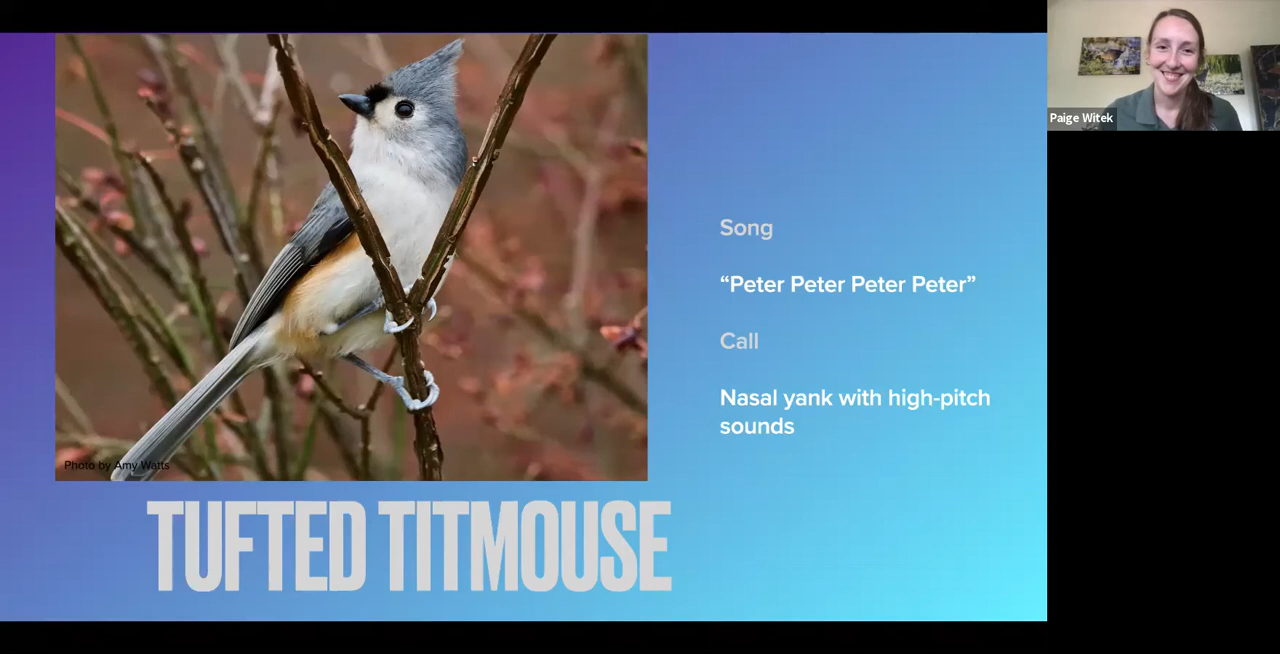 Paige Witek
Song
“Peter Peter Peter Peter”
Call
Nasal yank with high-pitch
sounds
Photo by Amy Watts
TUFTED TITMOUSE